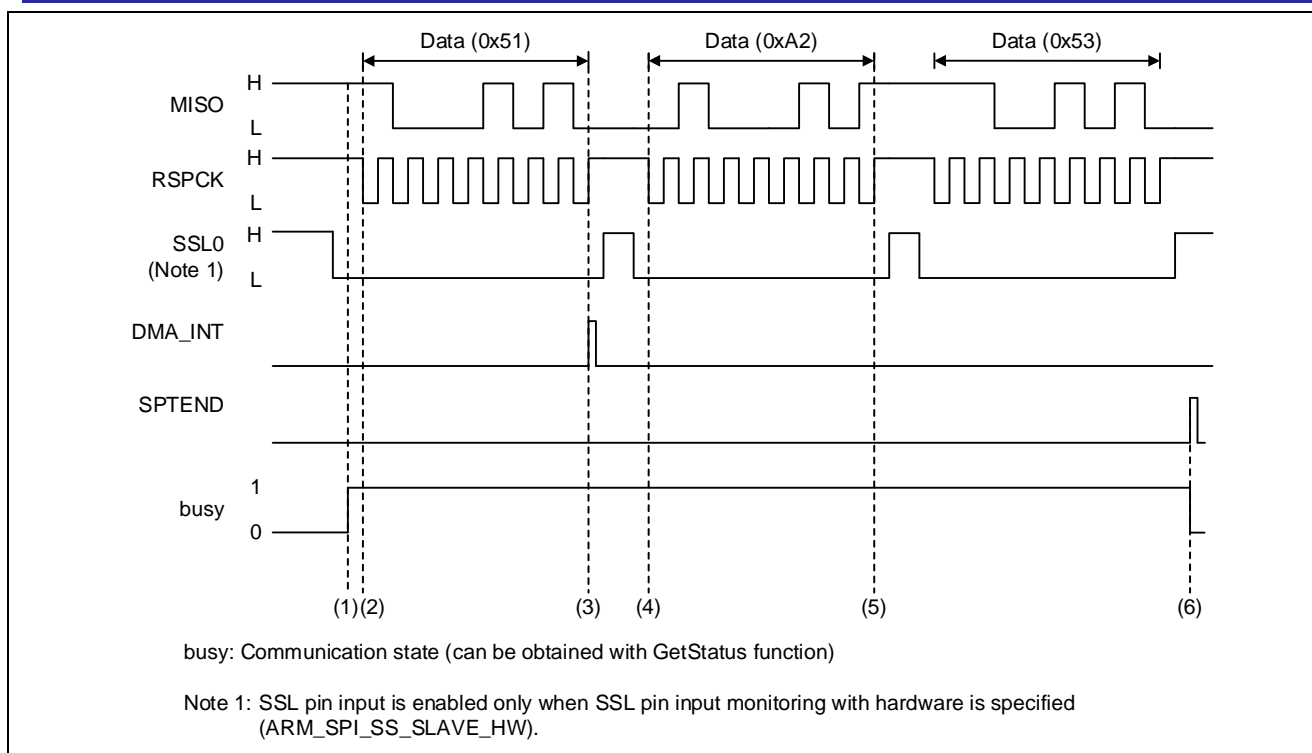 Data (0x51) Data (0xA2) Data (0x53)
H
MISO
L
H
RSPCK
L
H
SSL0
(Note 1)
L
DMA_INT
SPTEND
1
busy
0
(1) (2) (3) (4) (5) (6)
busy: Communication state (can be obtained with GetStatus function)
Note 1: SSL pin input is enabled only when SSL pin input monitoring with hardware is specified
(ARM_SPI_SS_SLAVE_HW).